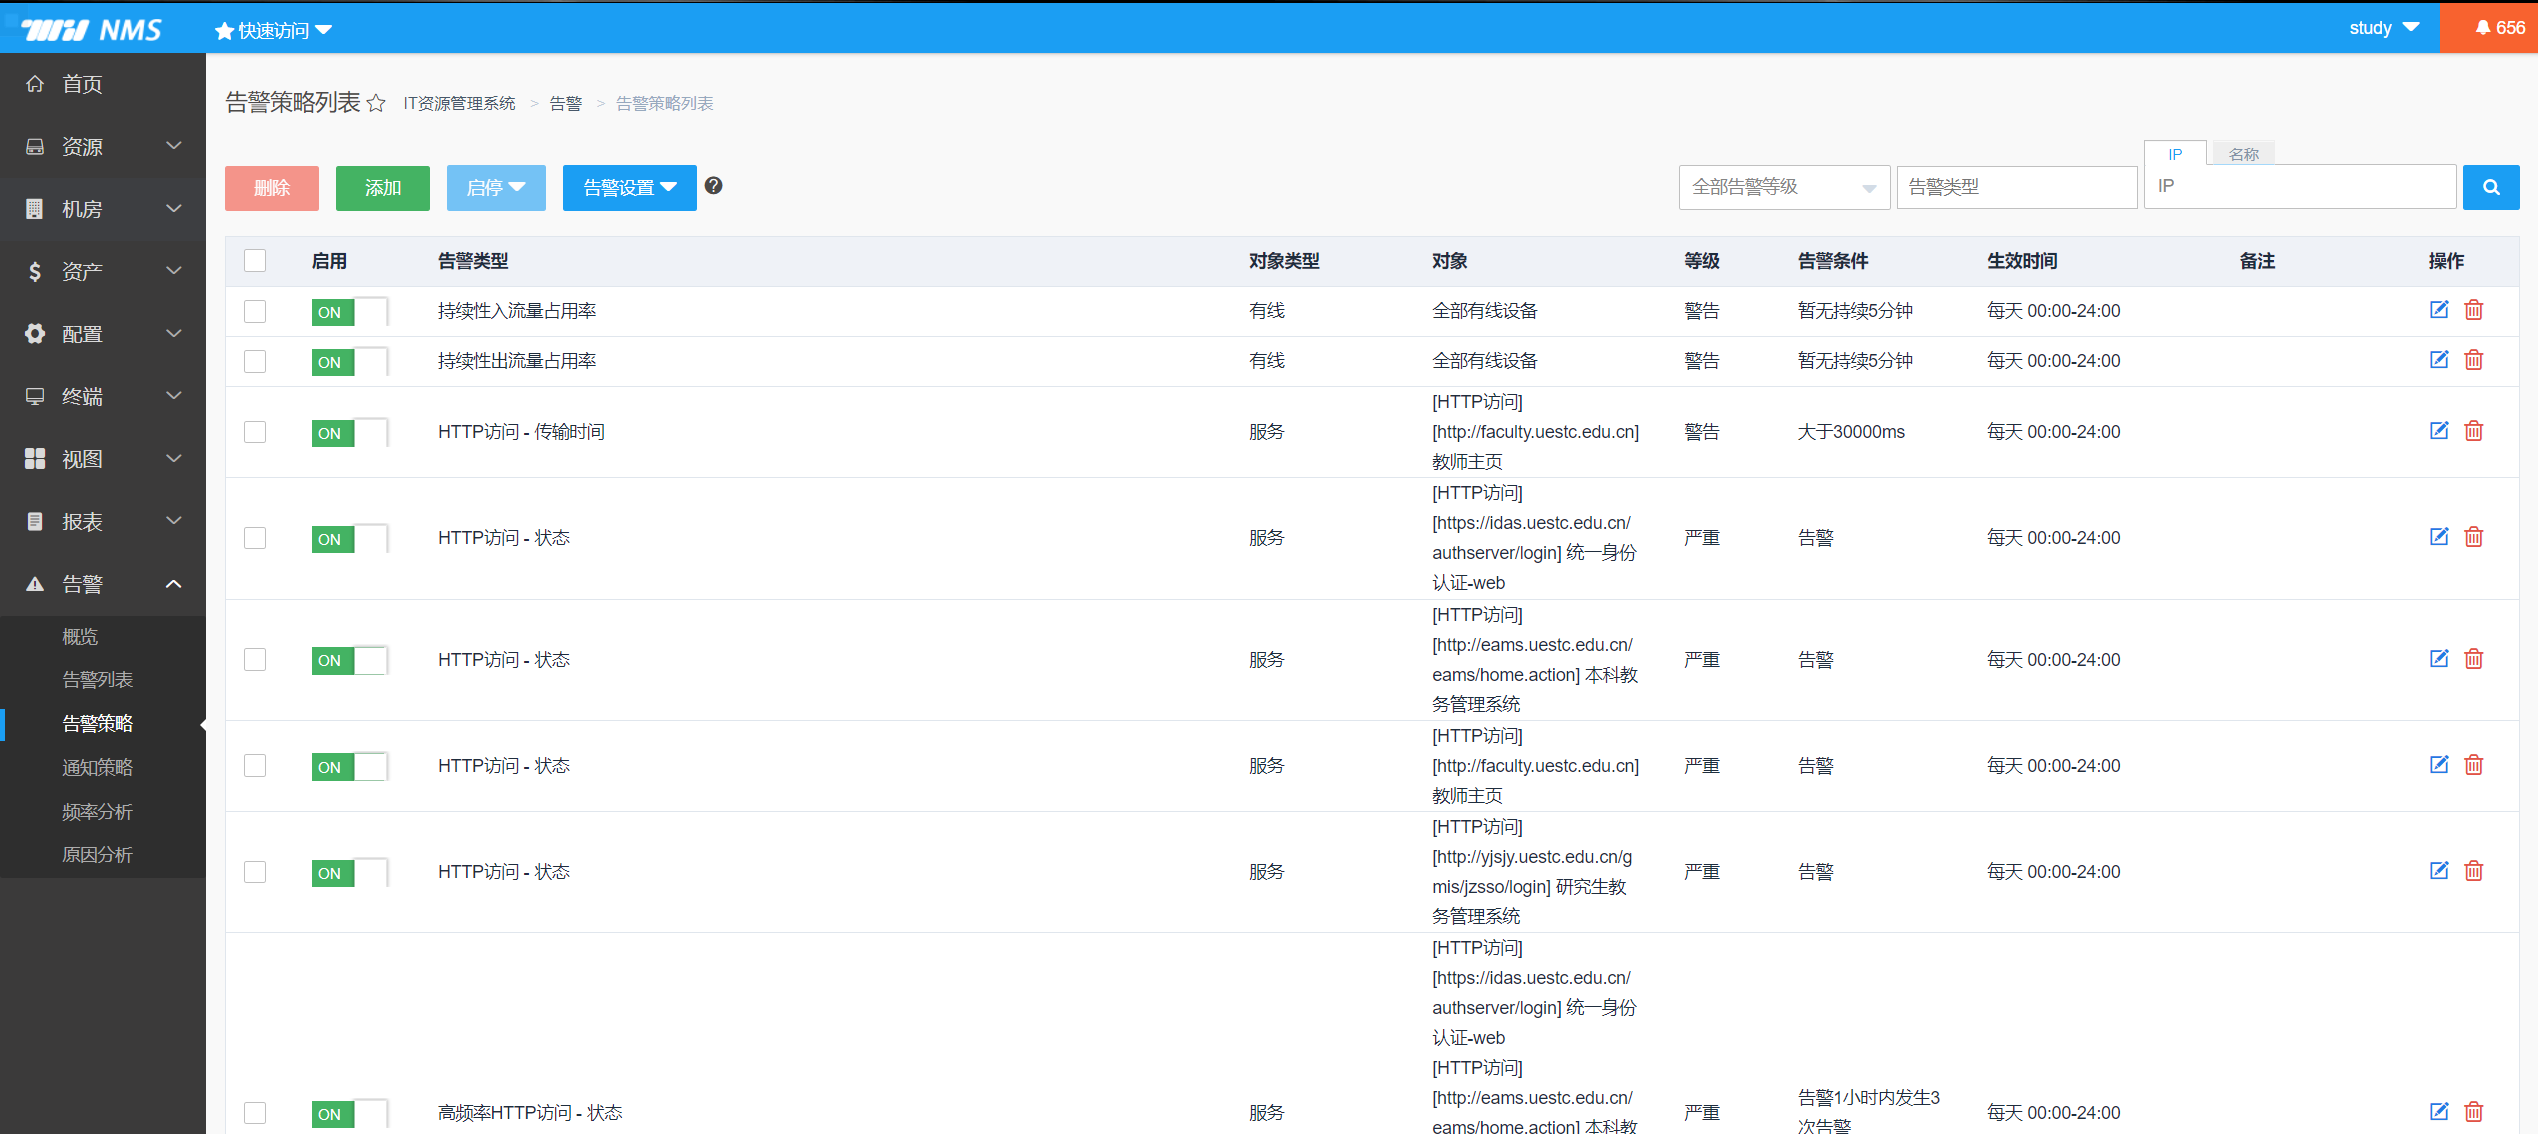 NMS
快速访问
study
656
首页
资源
机房
资产
配置
终端
视图
报表
告警
概览
告警列表
告警策略
通知策略
频率分析
原因分析
告警策略列表 IT资源管理系统 > 告警 > 告警策略列表
删除 添加 启停 告警设置
全部告警等级 告警类型 IP 名称
IP
启用 告警类型 对象类型 对象 等级 告警条件 生效时间 备注 操作
ON 持续性入流量占用率 有线 全部有线设备 警告 暂无持续5分钟 每天 00:00-24:00
ON 持续性出流量占用率 有线 全部有线设备 警告 暂无持续5分钟 每天 00:00-24:00
[HTTP访问]
ON HTTP访问 - 传输时间 服务 [http://faculty.uestc.edu.cn] 警告 大于30000ms 每天 00:00-24:00
教师主页
[HTTP访问]
[https://idas.uestc.edu.cn/
ON HTTP访问 - 状态 服务 authserver/login] 统一身份 严重 告警 每天 00:00-24:00
认证-web
[HTTP访问]
[http://eams.uestc.edu.cn/
ON HTTP访问 - 状态 服务 eams/home.action] 本科教 严重 告警 每天 00:00-24:00
务管理系统
[HTTP访问]
ON HTTP访问 - 状态 服务 [http://faculty.uestc.edu.cn] 严重 告警 每天 00:00-24:00
教师主页
[HTTP访问]
[http://yjsjy.uestc.edu.cn/g
ON HTTP访问 - 状态 服务 mis/jzsso/login] 研究生教 严重 告警 每天 00:00-24:00
务管理系统
[HTTP访问]
[https://idas.uestc.edu.cn/
authserver/login] 统一身份
认证-web
[HTTP访问]
[http://eams.uestc.edu.cn/
ON 高频率HTTP访问 - 状态 服务 eams/home.action] 本科教 严重 告警1小时内发生3 每天 00:00-24:00
次告警